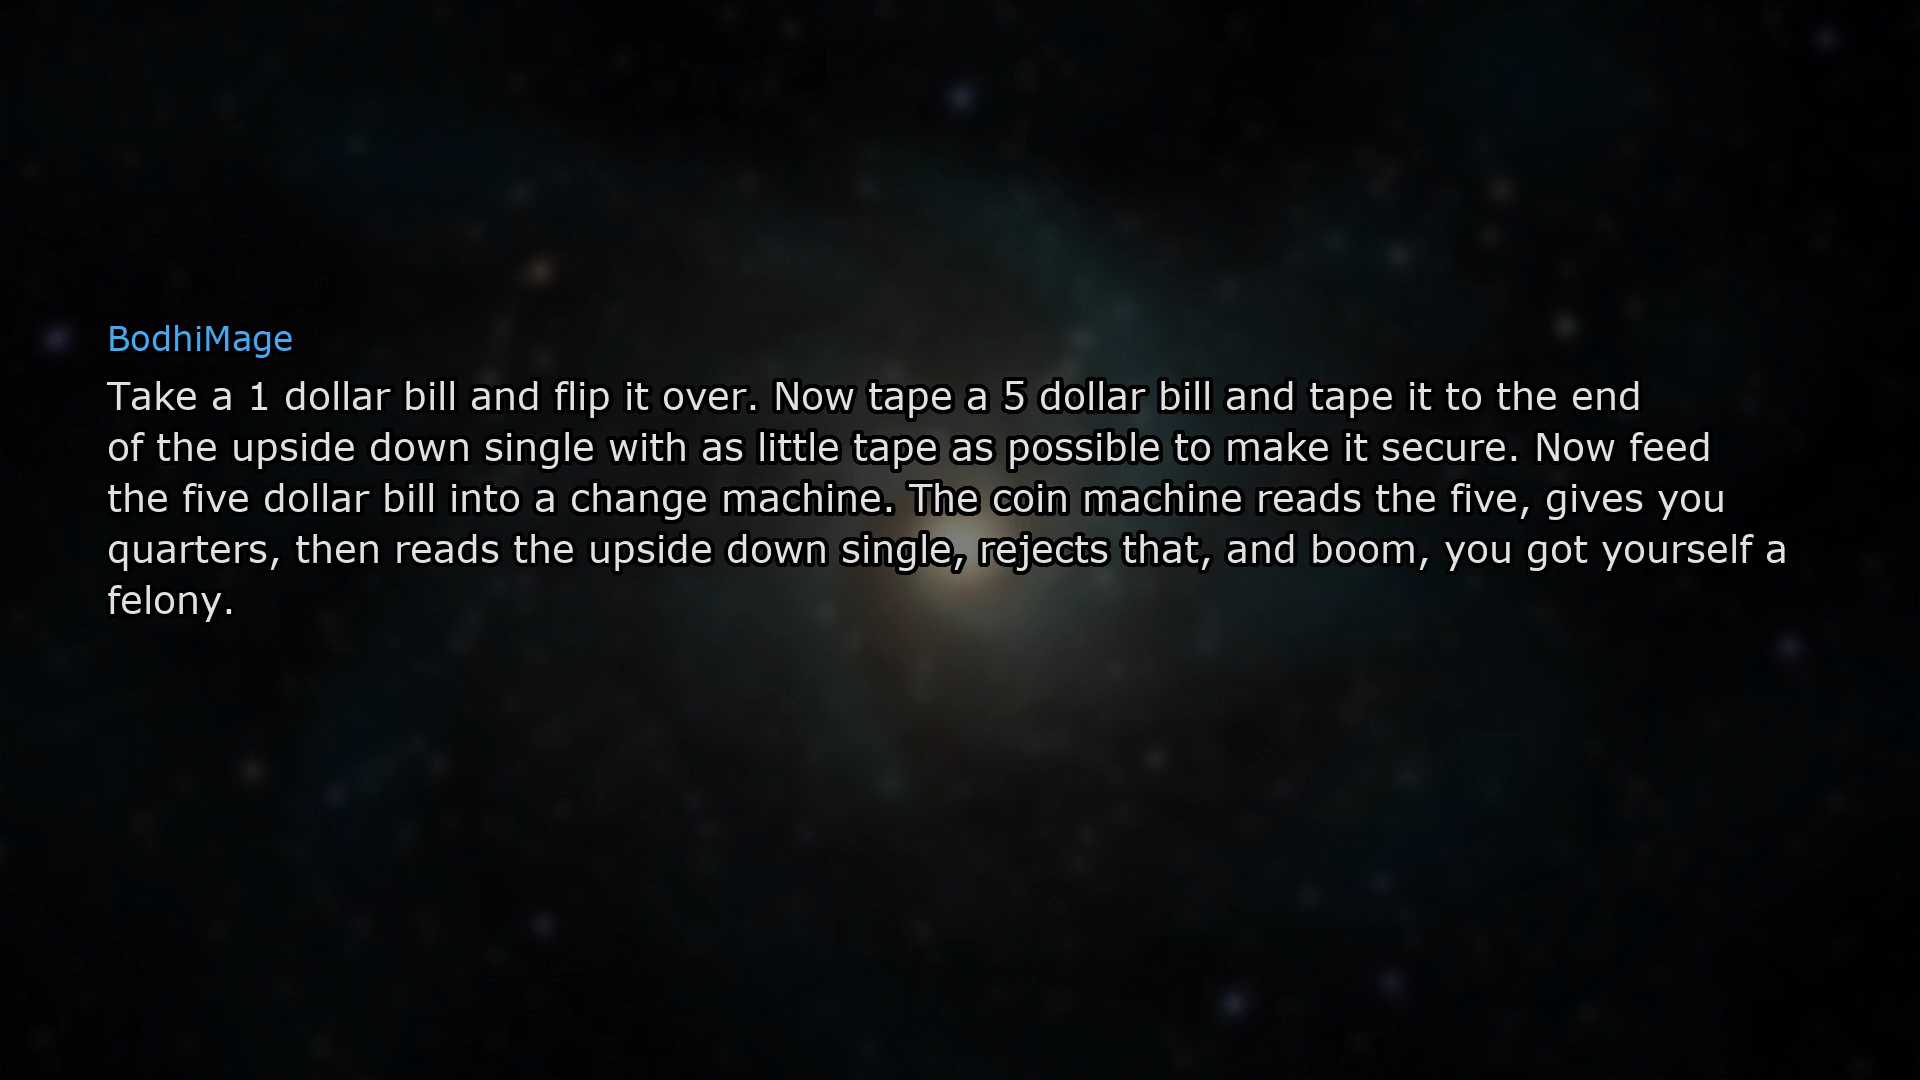 BodhiMage
Take a 1 dollar bill and flip it over. Now tape a 5 dollar bill and tape it to the end
of the upside down single with as little tape as possible to make it secure. Now feed
the five dollar bill into a change machine. The coin machine reads the five, gives you
quarters, then reads the upside down single, rejects that, and boom, you got yourself a
felony.